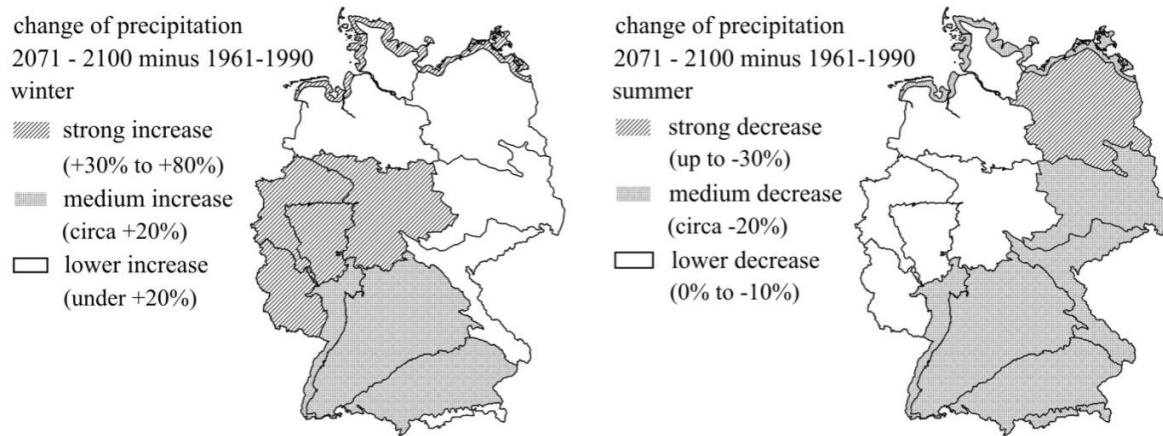 change of precipitation
2071 - 2100 minus 1961-1990
winter
strong increase
(+30% to +80%)
medium increase
(circa +20%)
lower increase
(under +20%)
change of precipitation
2071 - 2100 minus 1961-1990
summer
strong decrease
(up to -30%)
medium decrease
(circa -20%)
lower decrease
(0% to -10%)